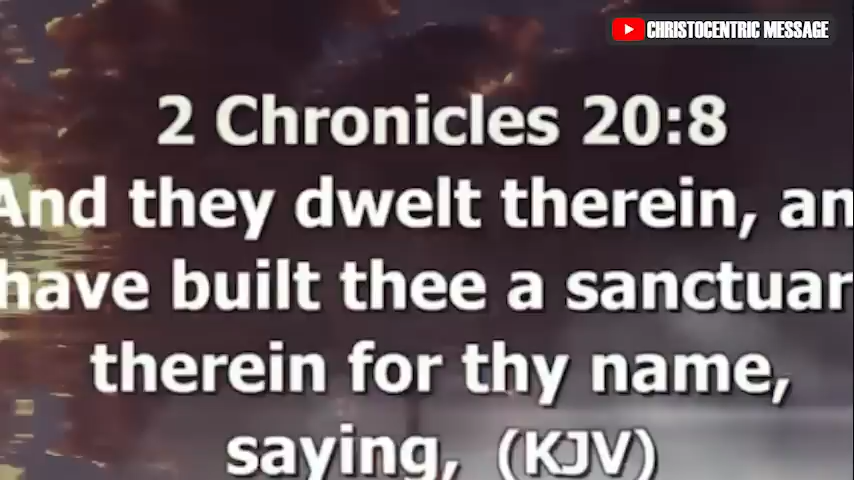 CHRISTOCENTRIC MESSAGE
2 Chronicles 20:8
And they dwelt therein, an
have built thee a sanctuar
therein for thy name,
saying, (KJV)